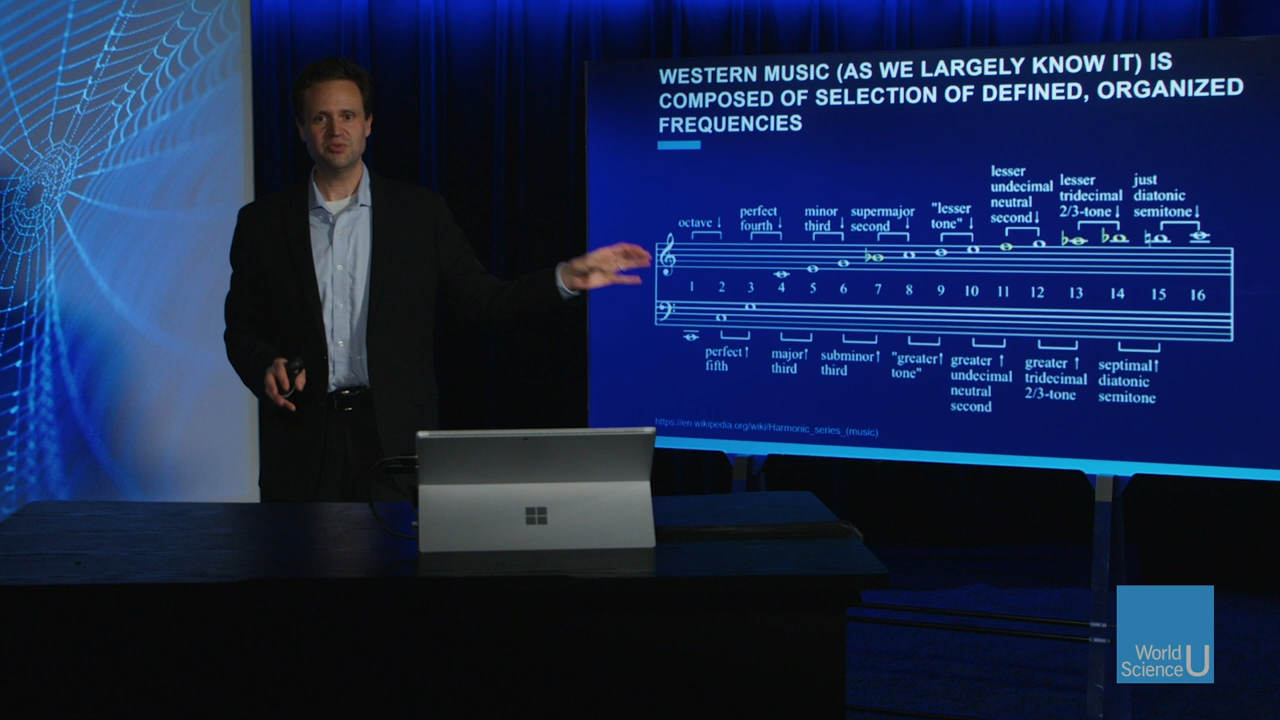 WESTERN MUSIC (AS WE LARGELY KNOW IT) IS
COMPOSED OF SELECTION OF DEFINED, ORGANIZED
FREQUENCIES
octave ↓
perfect
fourth ↓
minor
third ↓
supermajor
second ↓
"lesser
tone" ↓
lesser
undecimal
neutral
second↓
lesser
tridecimal
2/3-tone ↓
just
diatonic
semitone↓
1 2 3 4 5 6 7 8 9 10 11 12 13 14 15 16
perfect ↑
fifth
major↑
third
subminor↑
third
"greater↑
tone"
greater ↑
undecimal
neutral
second
greater ↑
tridecimal
2/3-tone
septimal↑
diatonic
semitone
https://en.wikipedia.org/wiki/Harmonic_series_(music)
World
Science U